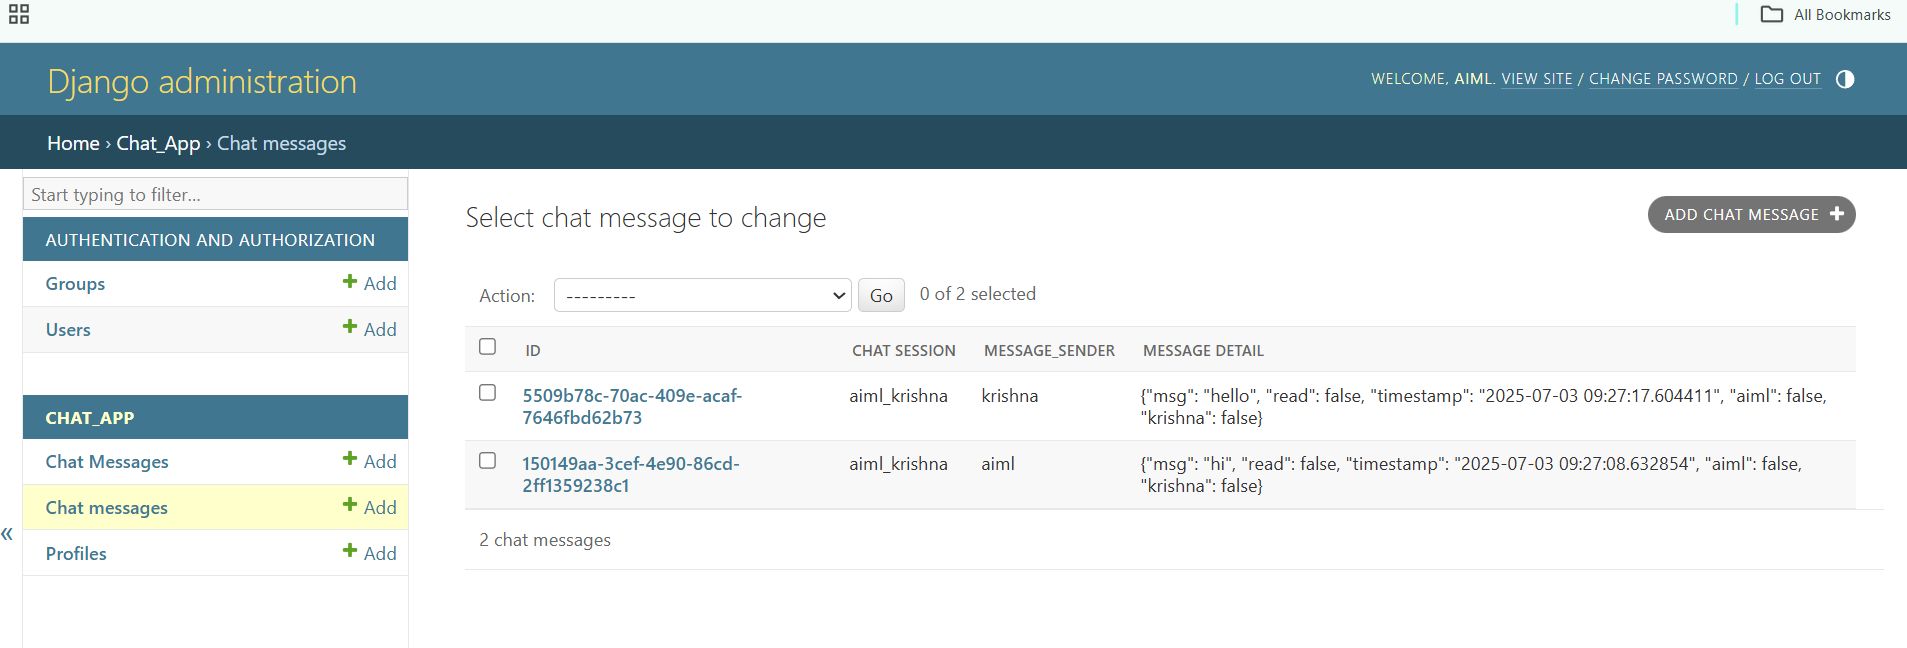 All Bookmarks
Django administration
WELCOME, AIML. VIEW SITE / CHANGE PASSWORD / LOG OUT
Home › Chat_App › Chat messages
Start typing to filter...
AUTHENTICATION AND AUTHORIZATION
Groups + Add
Users + Add
CHAT_APP
Chat Messages + Add
Chat messages + Add
Profiles + Add
«
Select chat message to change
ADD CHAT MESSAGE +
Action: --------- Go 0 of 2 selected
ID CHAT SESSION MESSAGE_SENDER MESSAGE DETAIL
5509b78c-70ac-409e-acaf- aiml_krishna krishna {"msg": "hello", "read": false, "timestamp": "2025-07-03 09:27:17.604411", "aiml": false,
7646fbd62b73 "krishna": false}
150149aa-3cef-4e90-86cd- aiml_krishna aiml {"msg": "hi", "read": false, "timestamp": "2025-07-03 09:27:08.632854", "aiml": false,
2ff1359238c1 "krishna": false}
2 chat messages